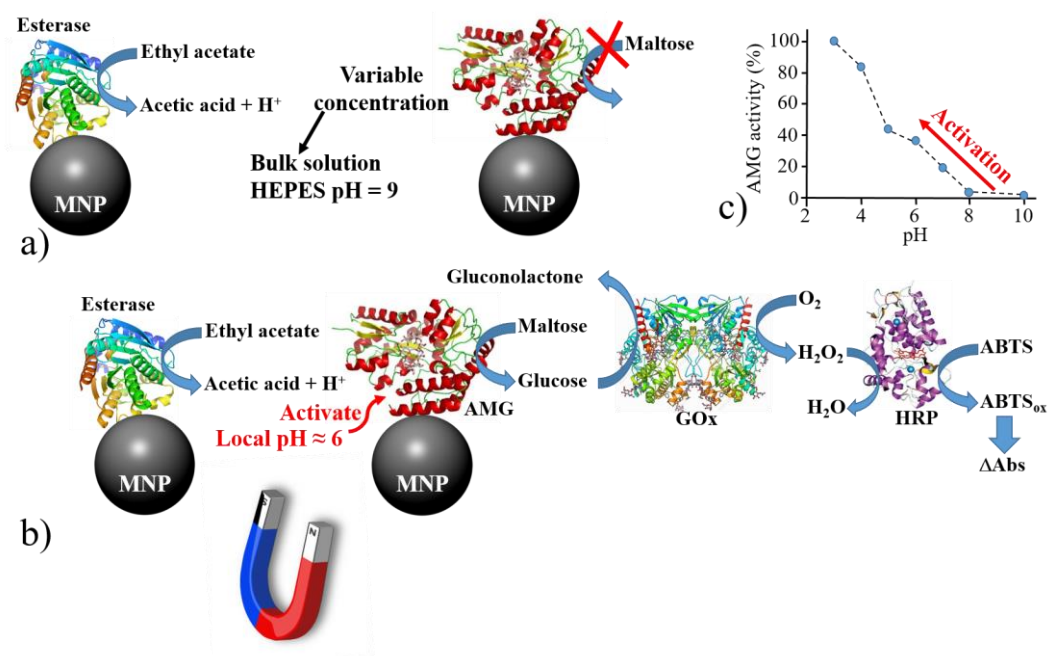 a)
Esterase
Ethyl acetate
Acetic acid + H⁺
MNP
Variable
concentration
Bulk solution
HEPES pH = 9
Maltose
MNP
c)
AMG activity (%)
100
80
60
40
20
0
2
4
6
8
10
pH
Activation
b)
Esterase
Ethyl acetate
Acetic acid + H⁺
MNP
Activate
Local pH ≈ 6
Gluconolactone
Maltose
Glucose
AMG
MNP
GOx
O₂
H₂O₂
H₂O
HRP
ABTS
ABTSₒₓ
ΔAbs
N